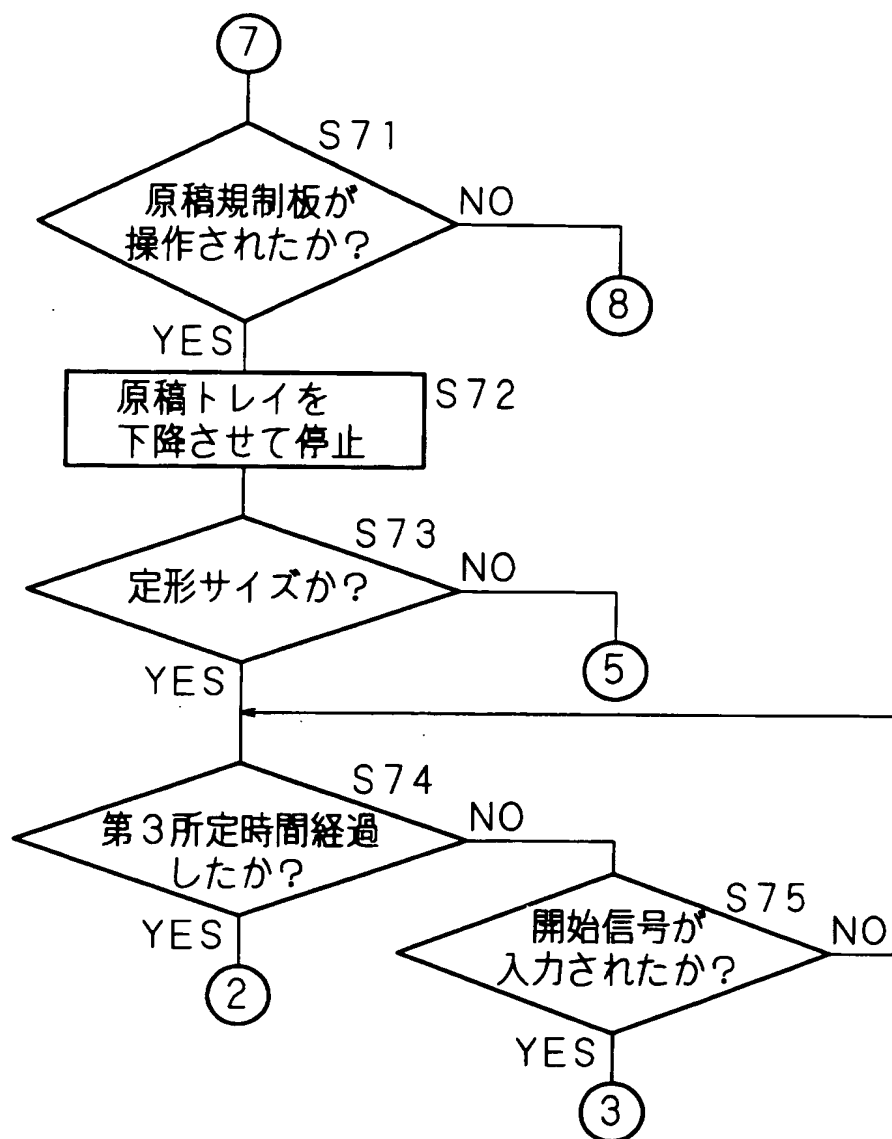 7
S71
原稿規制板が
操作されたか？
NO
8
YES
原稿トレイを
下降させて停止
S72
S73
定形サイズか？
NO
5
YES
S74
第3所定時間経過
したか？
NO
YES
2
S75
開始信号が
入力されたか？
NO
YES
3